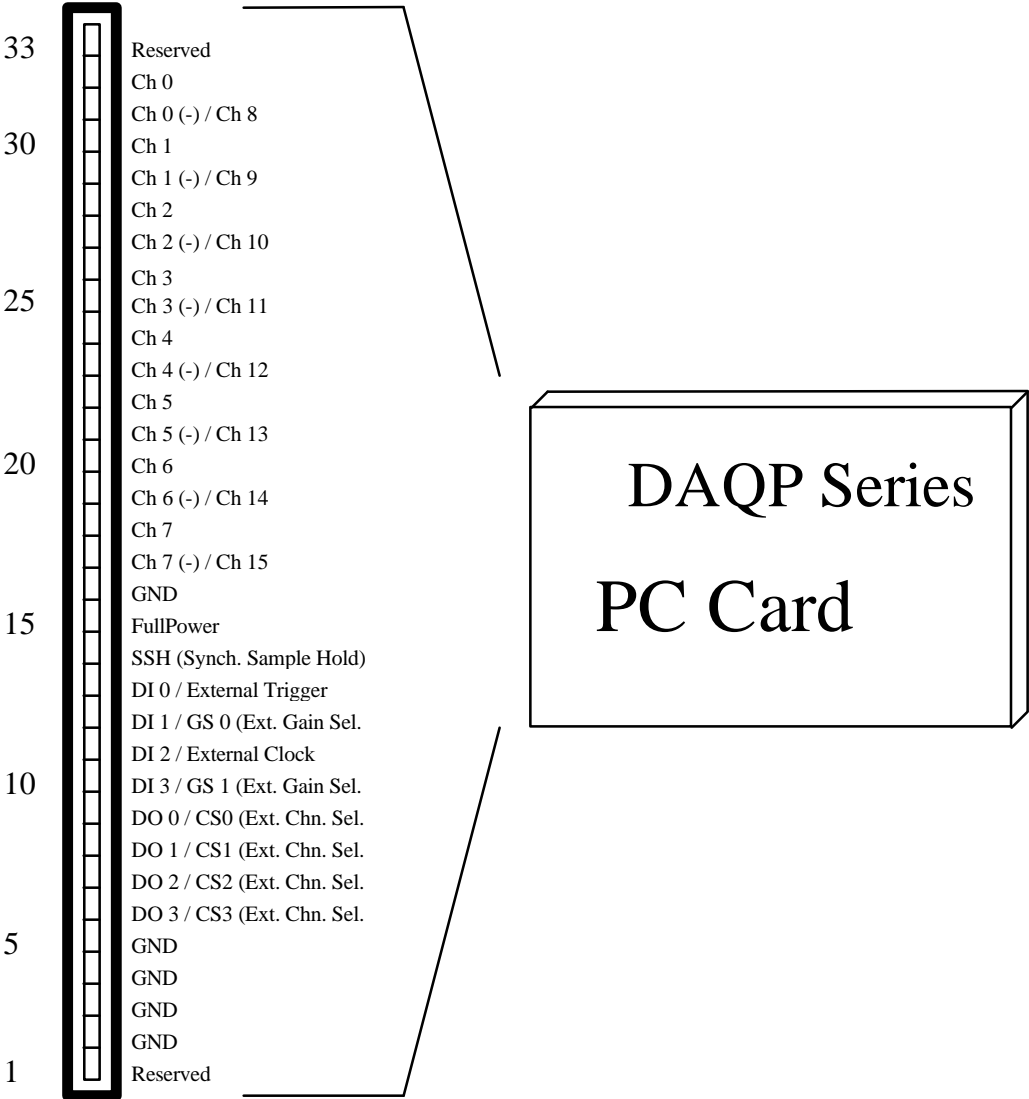 33 Reserved
Ch 0
Ch 0 (-) / Ch 8
30 Ch 1
Ch 1 (-) / Ch 9
Ch 2
Ch 2 (-) / Ch 10
Ch 3
25 Ch 3 (-) / Ch 11
Ch 4
Ch 4 (-) / Ch 12
Ch 5
Ch 5 (-) / Ch 13
20 Ch 6
Ch 6 (-) / Ch 14
Ch 7
Ch 7 (-) / Ch 15
GND
15 FullPower
SSH (Synch. Sample Hold)
DI 0 / External Trigger
DI 1 / GS 0 (Ext. Gain Sel.
DI 2 / External Clock
10 DI 3 / GS 1 (Ext. Gain Sel.
DO 0 / CS0 (Ext. Chn. Sel.
DO 1 / CS1 (Ext. Chn. Sel.
DO 2 / CS2 (Ext. Chn. Sel.
DO 3 / CS3 (Ext. Chn. Sel.
5 GND
GND
GND
GND
1 Reserved
DAQP Series
PC Card